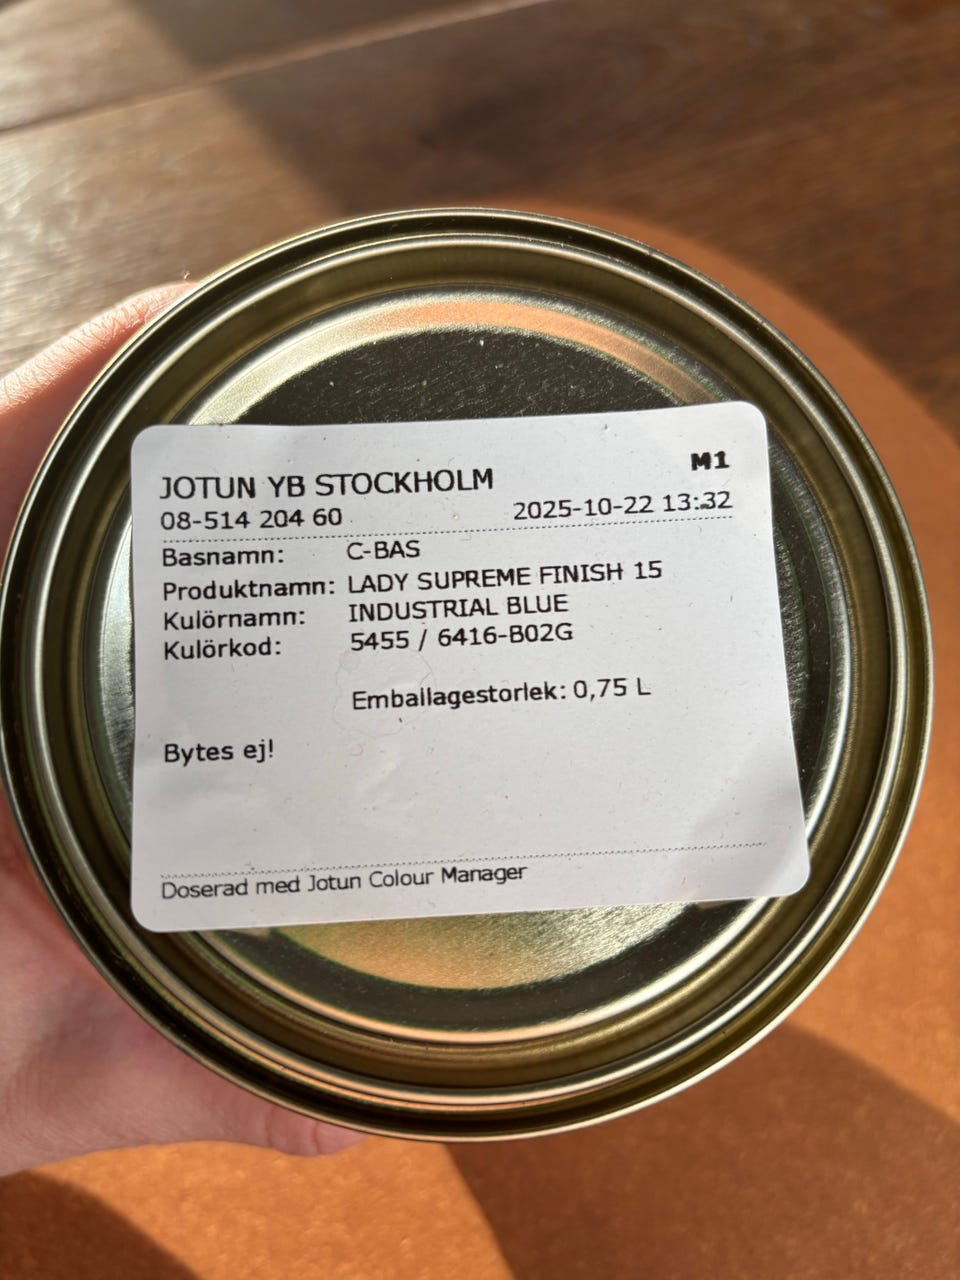 M1
JOTUN YB STOCKHOLM
08-514 204 60 2025-10-22 13:32
Basnamn: C-BAS
Produktnamn: LADY SUPREME FINISH 15
Kulörnamn: INDUSTRIAL BLUE
Kulörkod: 5455 / 6416-B02G
Emballagestorlek: 0,75 L
Bytes ej!
Doserad med Jotun Colour Manager